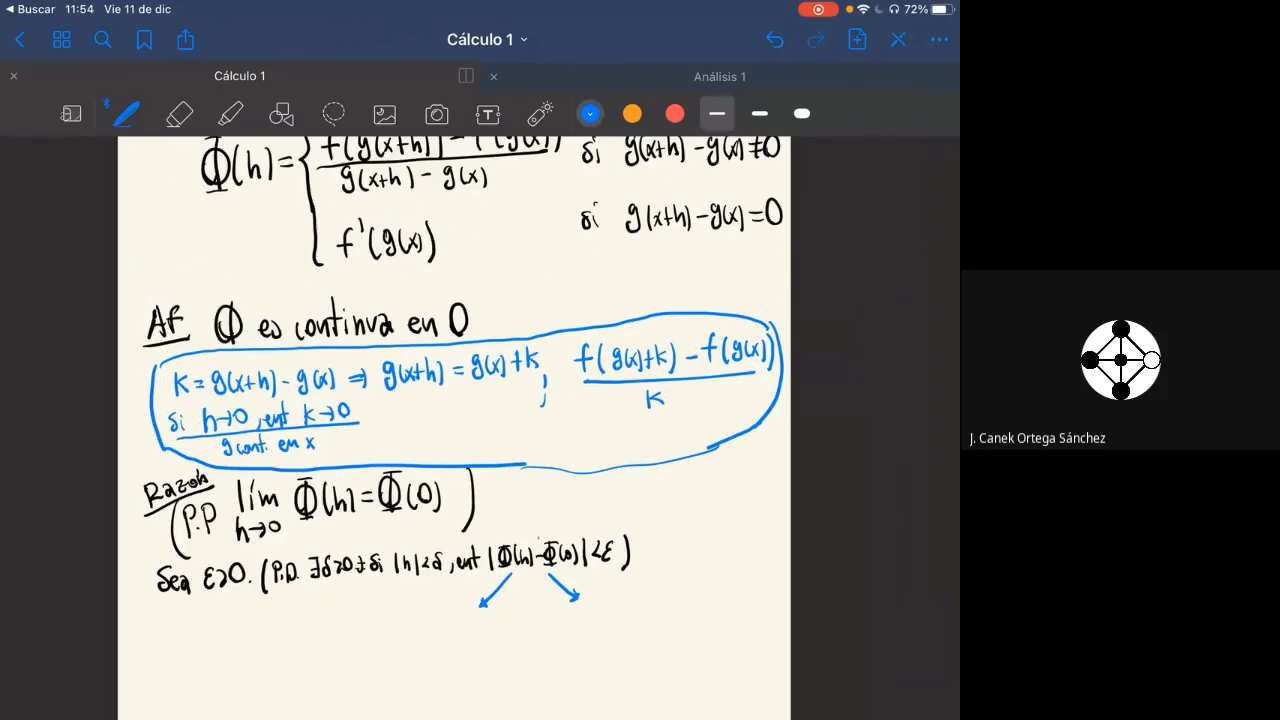 Buscar 11:54 Vie 11 de dic 72%
Cálculo 1
Cálculo 1 Análisis 1
Φ(h) = { f(g(x+h)) - f(g(x)) / g(x+h) - g(x) si g(x+h) - g(x) ≠ 0
f'(g(x)) si g(x+h) - g(x) = 0
Af Φ es continua en 0
K = g(x+h) - g(x) ⇒ g(x+h) = g(x) + K ; f(g(x)+K) - f(g(x)) / K
si h→0, ent K→0
g cont. en x
Razón
(P.P lím h→0 Φ(h) = Φ(0) )
Sea ε>0. (P.D. ∃δ>0 ∋ si |h|<δ, ent |Φ(h) - Φ(0)|<ε)
J. Canek Ortega Sánchez